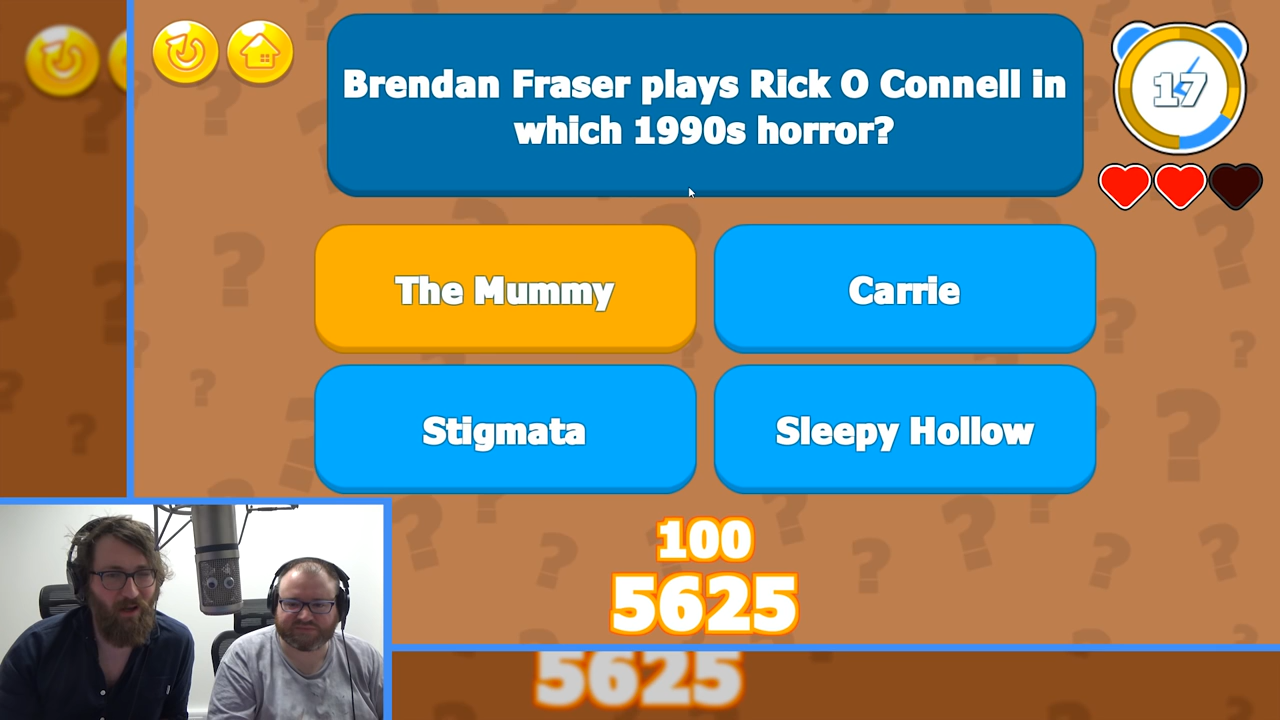 Brendan Fraser plays Rick O Connell in
which 1990s horror?
17
The Mummy
Carrie
Stigmata
Sleepy Hollow
100
5625
5625